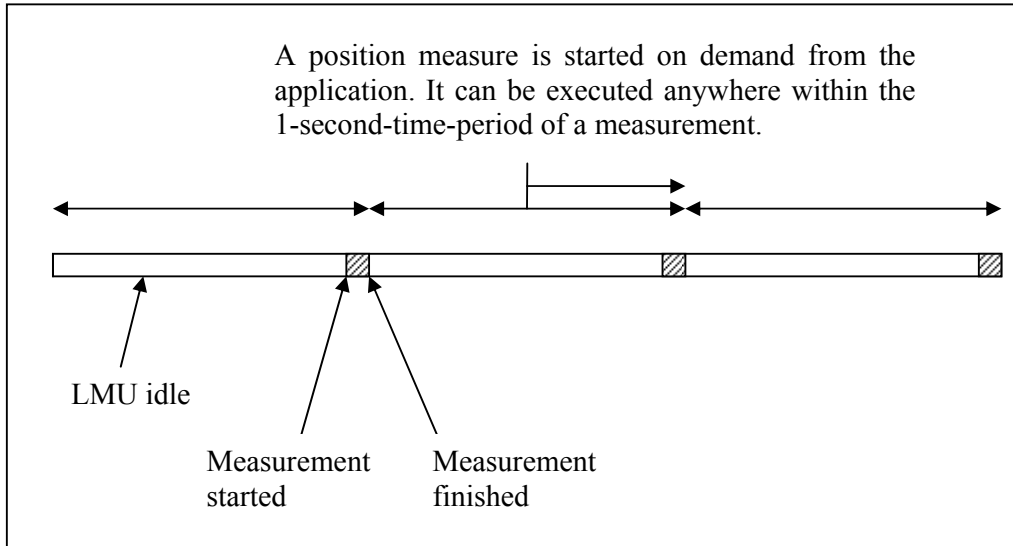 A position measure is started on demand from the
application. It can be executed anywhere within the
1-second-time-period of a measurement.
LMU idle
Measurement
started
Measurement
finished